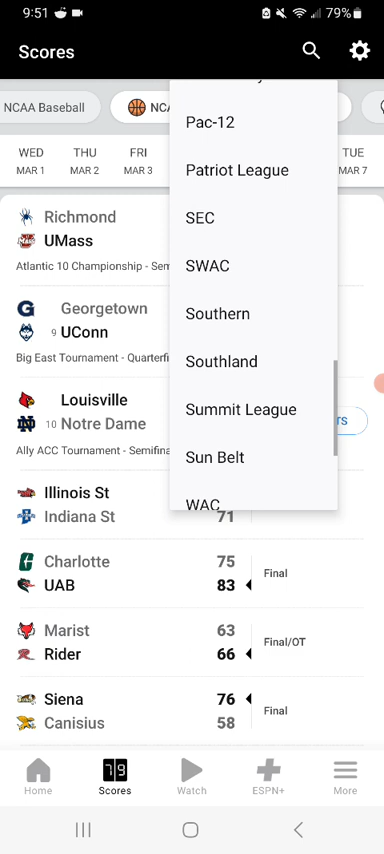 9:51 79%
Scores
NCAA Baseball NCA
WED THU FRI TUE
MAR 1 MAR 2 MAR 3 MAR 7
Pac-12
Patriot League
SEC
SWAC
Southern
Southland
Summit League
Sun Belt
WAC
Richmond
UMass
Atlantic 10 Championship - Sem
Georgetown
9 UConn
Big East Tournament - Quarterfi
Louisville
10 Notre Dame
TS
Ally ACC Tournament - Semifina
Illinois St
Indiana St 71
Charlotte 75
UAB 83
Final
Marist 63
Rider 66
Final/OT
Siena 76
Canisius 58
Final
Home Scores Watch ESPN+ More